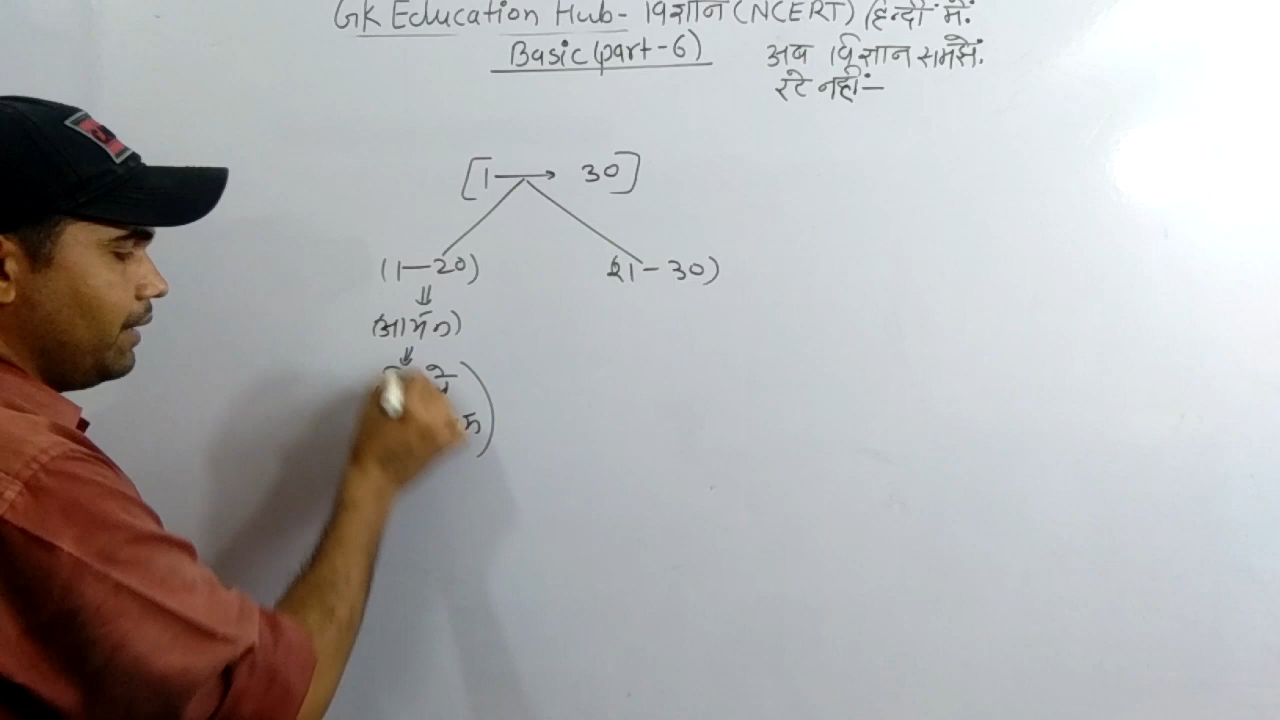 GK Education Hub- विज्ञान (NCERT) हिन्दी में.
Basic (part-6) अब विज्ञान समझें.
रटे नहीं-
[1 → 30]
(1-20) (21-30)
⇓
(आर्गन)
⇓